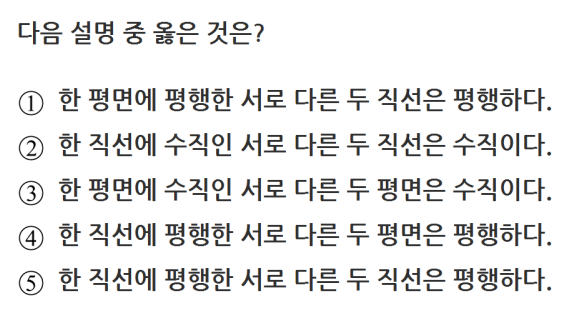 다음 설명 중 옳은 것은?
① 한 평면에 평행한 서로 다른 두 직선은 평행하다.
② 한 직선에 수직인 서로 다른 두 직선은 수직이다.
③ 한 평면에 수직인 서로 다른 두 평면은 수직이다.
④ 한 직선에 평행한 서로 다른 두 평면은 평행하다.
⑤ 한 직선에 평행한 서로 다른 두 직선은 평행하다.